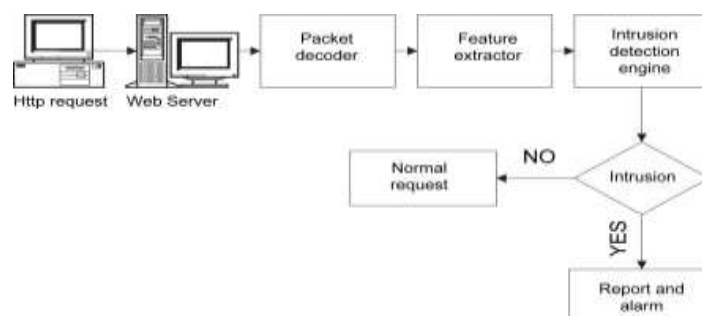 Http request
Web Server
Packet
decoder
Feature
extractor
Intrusion
detection
engine
Intrusion
NO
Normal
request
YES
Report and
alarm